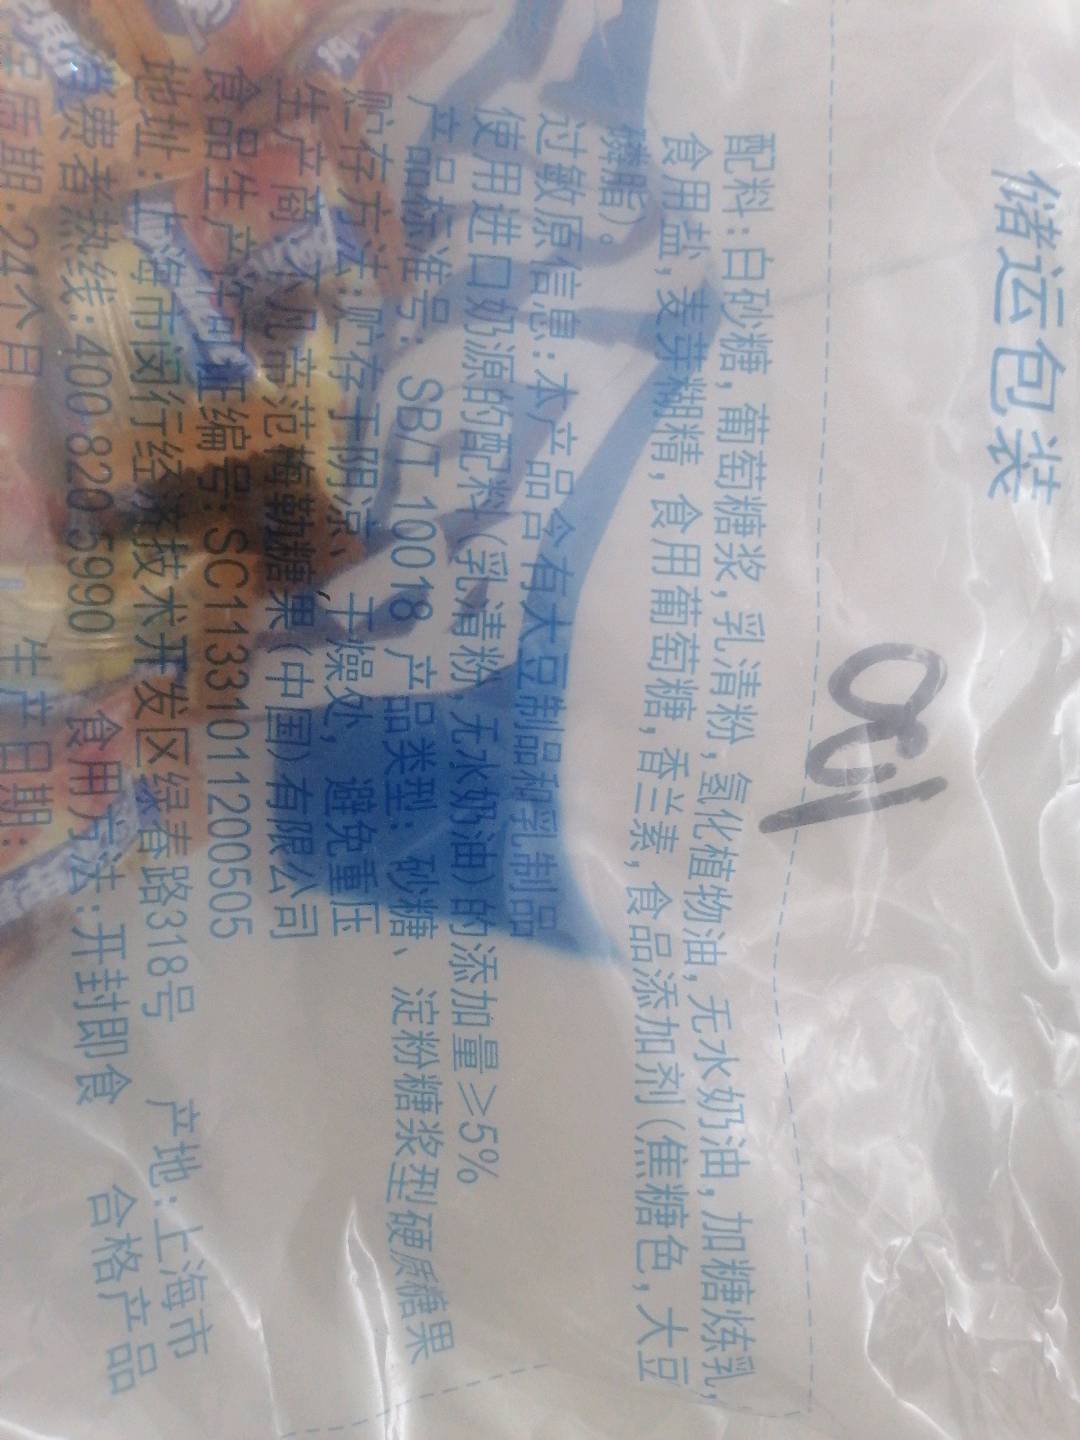 储运包装
001
配料:白砂糖,葡萄糖浆,乳清粉,氢化植物油,无水奶油,加糖炼乳,
食用盐,麦芽糊精,食用葡萄糖,香兰素,食品添加剂(焦糖色,大豆
磷脂)。
过敏原信息:本产品含有大豆制品和乳制品
使用进口奶源的配料(乳清粉,无水奶油)的添加量≥5%
产品标准号: SB/T 10018 产品类型: 砂糖、淀粉糖浆型硬质糖果
贮存方法:贮存于阴凉、干燥处, 避免重压
生产商:不凡帝范梅勒糖果(中国)有限公司
食品生产许可证编号:SC11331011200505
地址:上海市闵行经济技术开发区绿春路318号 产地:上海市
消费者热线:400 820 5990 食用方法:开封即食 合格产品
保质期:24个月 生产日期: